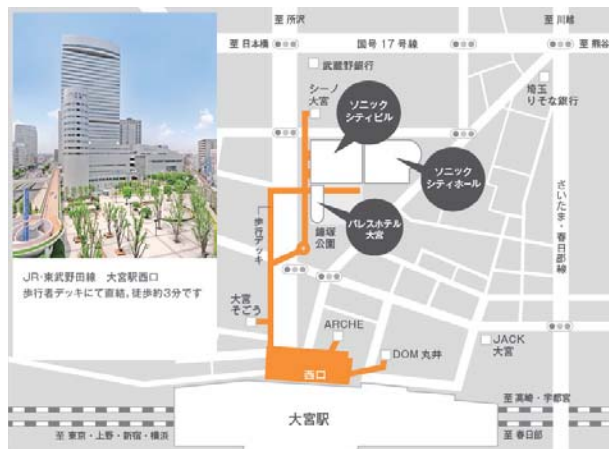 至 所沢
至 川越
至 日本橋
国号 17 号線
至 熊谷
武蔵野銀行
シーノ
大宮
ソニック
シティビル
埼玉
りそな銀行
ソニック
シティホール
パレスホテル
大宮
鐘塚
公園
歩行デッキ
さいたま・春日部線
JR・東武野田線 大宮駅西口
歩行者デッキにて直結、徒歩約3分です
大宮
そごう
ARCHE
JACK
大宮
DOM 丸井
西口
大宮駅
至 高崎・宇都宮
至 東京・上野・新宿・横浜
至 春日部